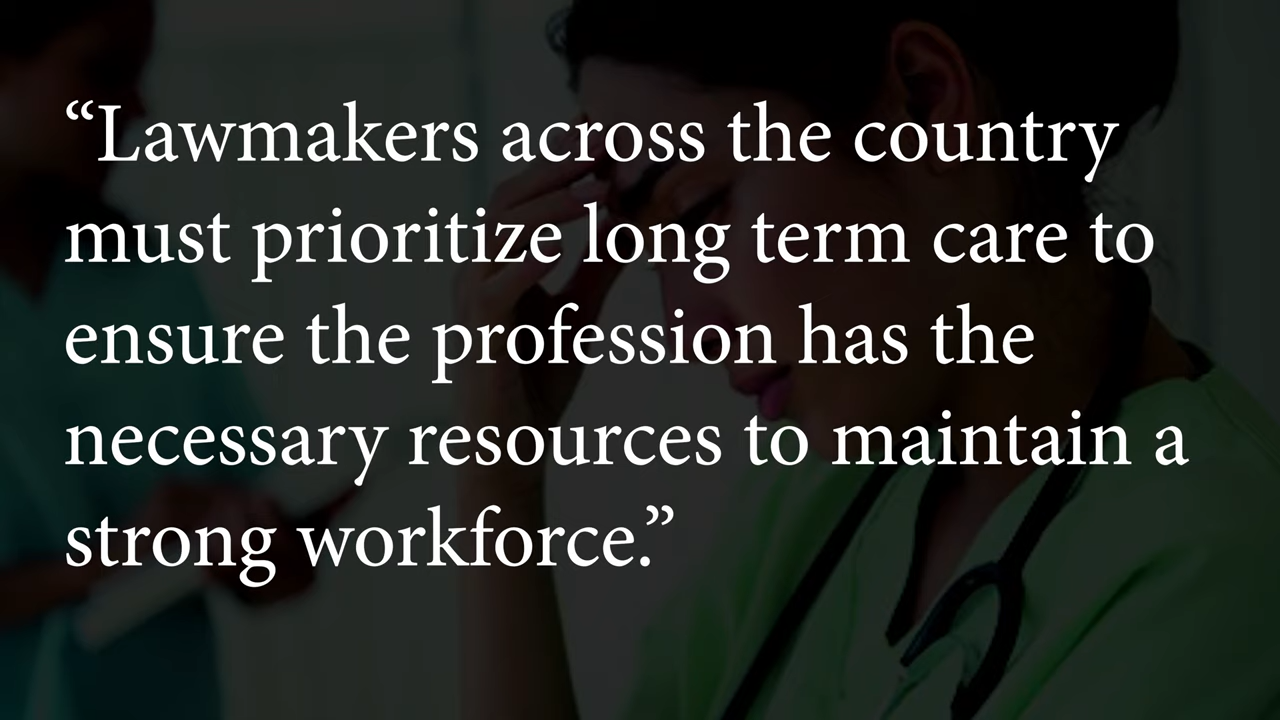 “Lawmakers across the country
must prioritize long term care to
ensure the profession has the
necessary resources to maintain a
strong workforce.”